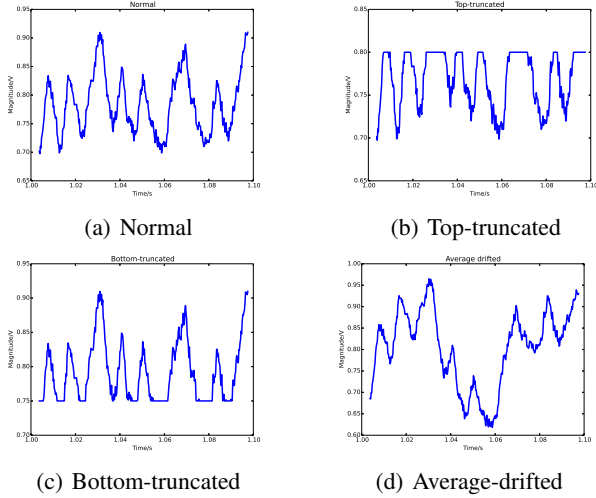 Normal
0.95
0.90
0.85
0.80
0.75
0.70
0.65
Magnitude/V
1.00 1.02 1.04 1.06 1.08 1.10
Time/s
(a) Normal
Top-truncated
0.85
0.80
0.75
0.70
0.65
Magnitude/V
1.00 1.02 1.04 1.06 1.08 1.10
Time/s
(b) Top-truncated
Bottom-truncated
0.95
0.90
0.85
0.80
0.75
0.70
Magnitude/V
1.00 1.02 1.04 1.06 1.08 1.10
Time/s
(c) Bottom-truncated
Average drifted
1.00
0.95
0.90
0.85
0.80
0.75
0.70
0.65
0.60
Magnitude/V
1.00 1.02 1.04 1.06 1.08 1.10
Time/s
(d) Average-drifted